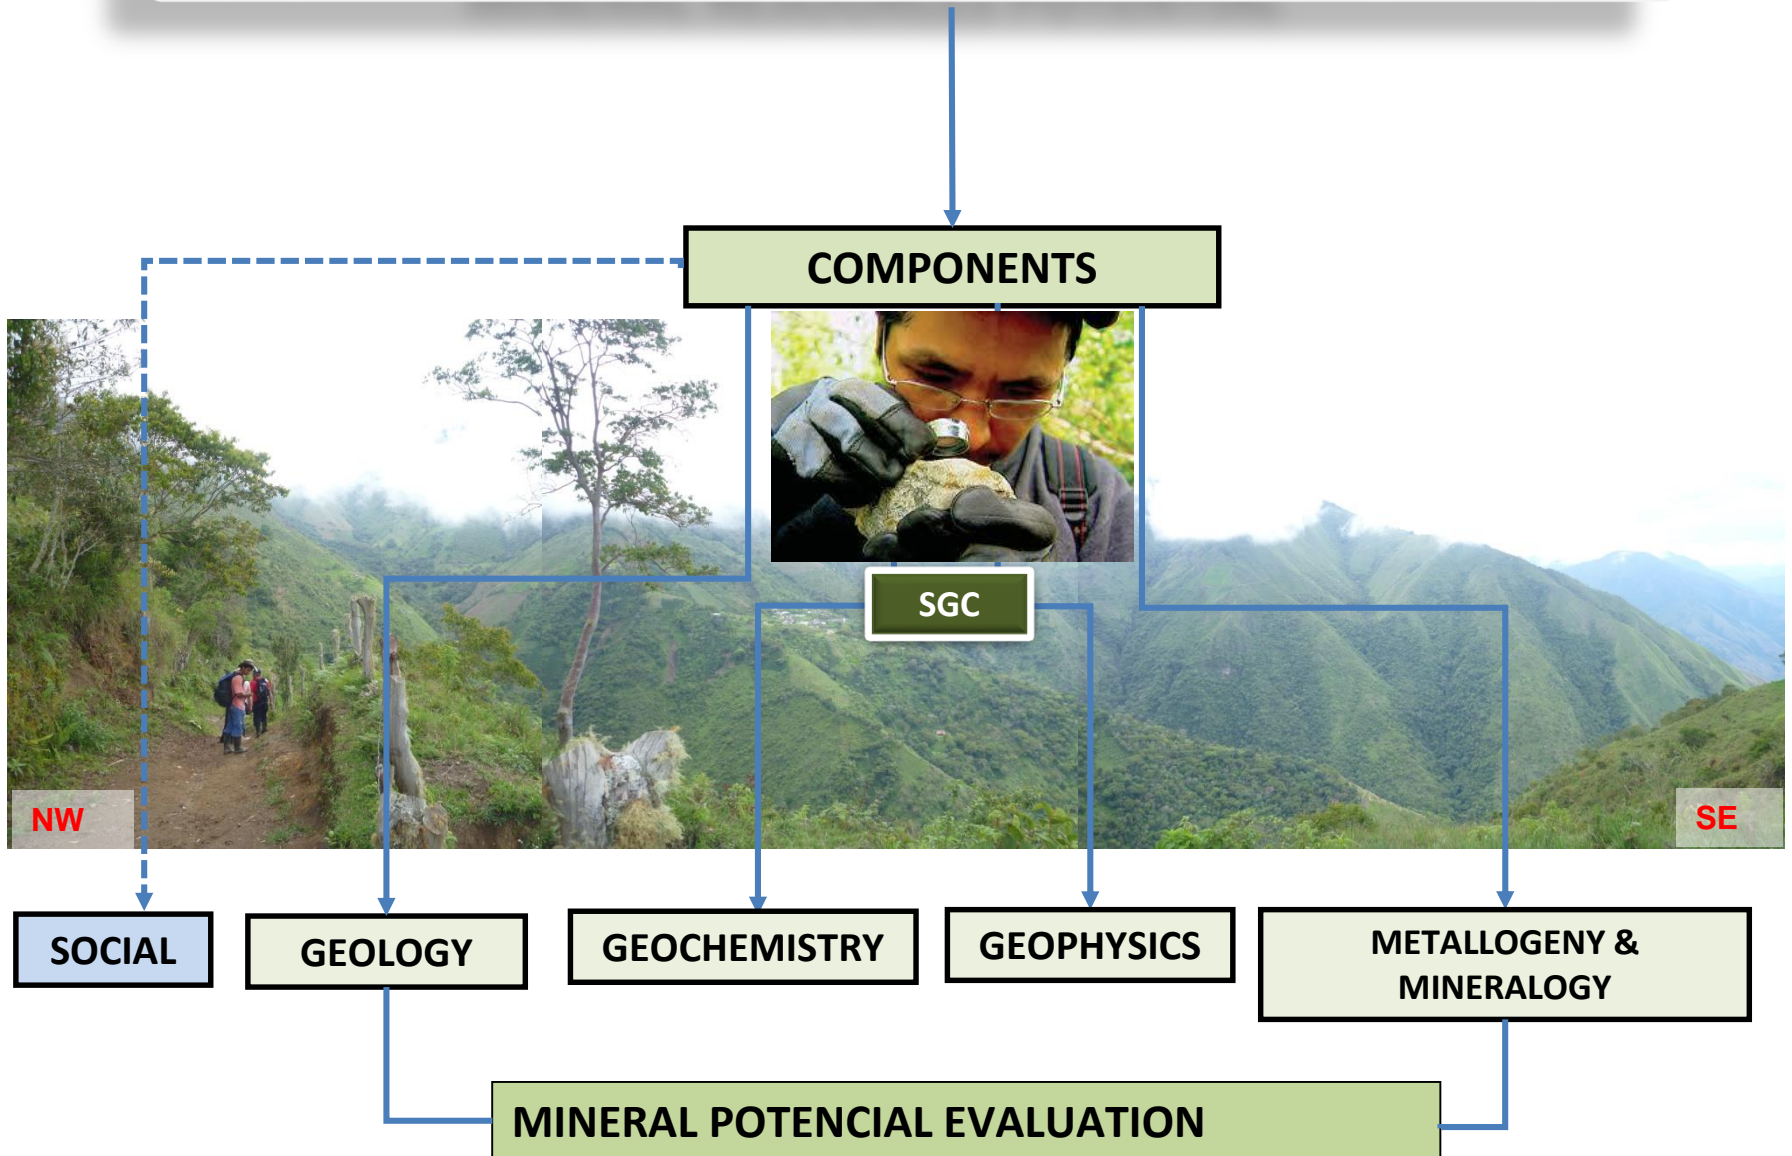 COMPONENTS
SGC
NW
SE
SOCIAL
GEOLOGY
GEOCHEMISTRY
GEOPHYSICS
METALLOGENY &
MINERALOGY
MINERAL POTENCIAL EVALUATION